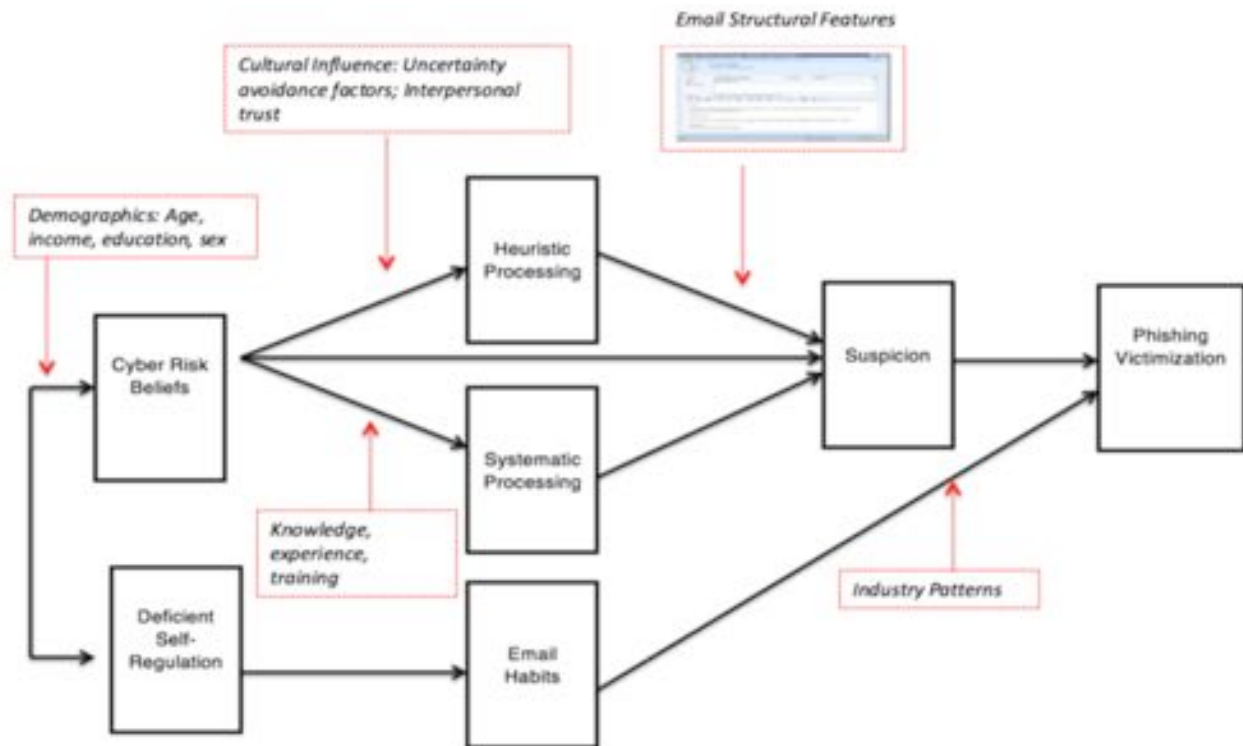 Email Structural Features
Cultural Influence: Uncertainty
avoidance factors; Interpersonal
trust
Demographics: Age,
income, education, sex
Heuristic
Processing
Cyber Risk
Beliefs
Suspicion
Phishing
Victimization
Systematic
Processing
Knowledge,
experience,
training
Industry Patterns
Deficient
Self-
Regulation
Email
Habits